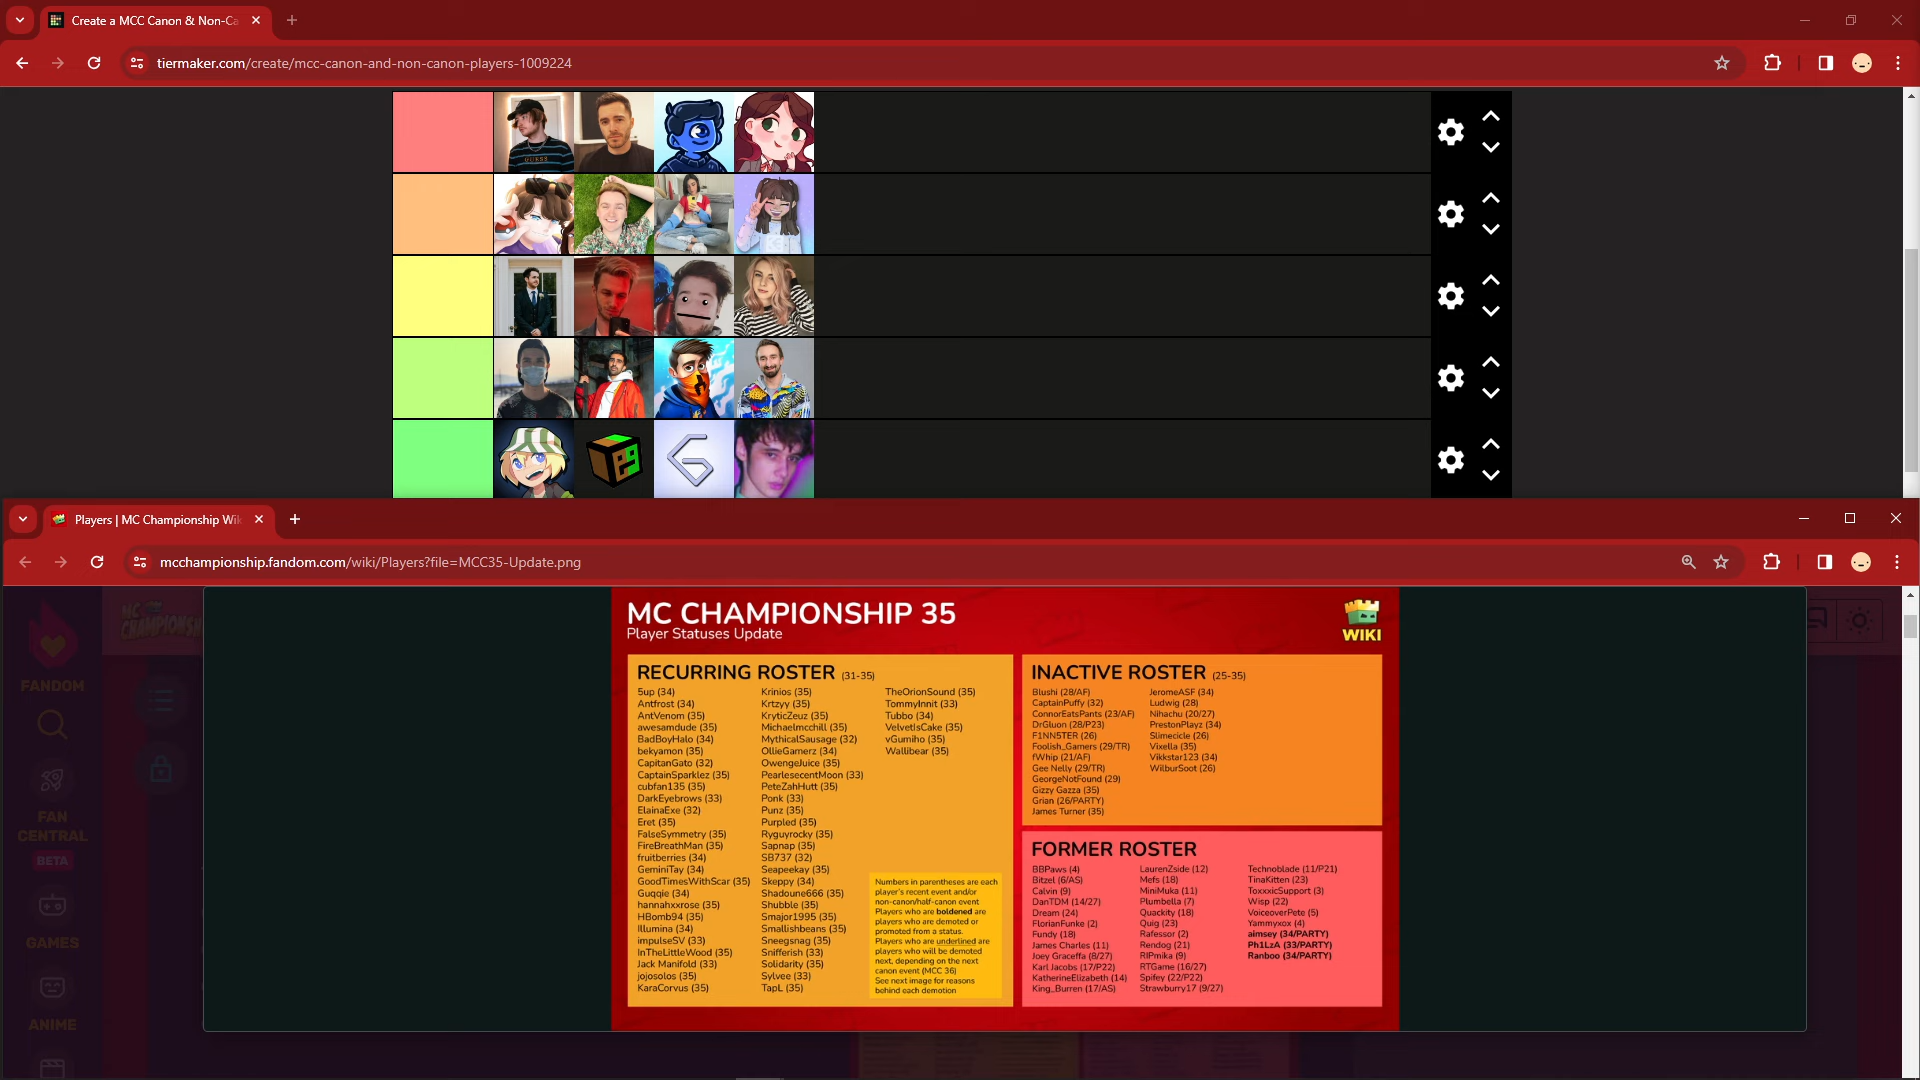 Create a MCC Canon & Non-Ca
tiermaker.com/create/mcc-canon-and-non-canon-players-1009224
GUESS
Players | MC Championship Wik
mcchampionship.fandom.com/wiki/Players?file=MCC35-Update.png
MC
CHAMPIONSH
FANDOM
FAN
CENTRAL
BETA
GAMES
ANIME
MC CHAMPIONSHIP 35
Player Statuses Update
WIKI
RECURRING ROSTER (31-35)
5up (34)
Antfrost (34)
AntVenom (35)
awesamdude (35)
BadBoyHalo (34)
bekyamon (35)
CapitanGato (32)
CaptainSparklez (35)
cubfan135 (35)
DarkEyebrows (33)
ElainaExe (32)
Eret (35)
FalseSymmetry (35)
FireBreathMan (35)
fruitberries (34)
GeminiTay (34)
GoodTimesWithScar (35)
Guqqie (34)
hannahxxrose (35)
HBomb94 (35)
Illumina (34)
impulseSV (33)
InTheLittleWood (35)
Jack Manifold (33)
jojosolos (35)
KaraCorvus (35)
Krinios (35)
Krtzyy (35)
KryticZeuz (35)
Michaelmcchill (35)
MythicalSausage (32)
OllieGamerz (34)
OwengeJuice (35)
PearlescentMoon (33)
PeteZahHutt (35)
Ponk (33)
Punz (35)
Purpled (35)
Ryguyrocky (35)
Sapnap (35)
SB737 (32)
Seapeekay (35)
Skeppy (34)
Shadoune666 (35)
Shubble (35)
Smajor1995 (35)
Smallishbeans (35)
Sneegsnag (35)
Snifferish (33)
Solidarity (35)
Sylvee (33)
TapL (35)
TheOrionSound (35)
TommyInnit (33)
Tubbo (34)
VelvetIsCake (35)
vGumiho (35)
Wallibear (35)
Numbers in parentheses are each
player's recent event and/or
non-canon/half-canon event
Players who are boldened are
players who are demoted or
promoted from a status.
Players who are underlined are
players who will be demoted
next, depending on the next
canon event (MCC 36)
See next image for reasons
behind each demotion
INACTIVE ROSTER (25-35)
Blushi (28/AF)
CaptainPuffy (32)
ConnorEatsPants (23/AF)
DrGluon (28/P23)
F1NN5TER (26)
Foolish_Gamers (29/TR)
fWhip (21/AF)
Gee Nelly (29/TR)
GeorgeNotFound (29)
Gizzy Gazza (35)
Grian (26/PARTY)
James Turner (35)
JeromeASF (34)
Ludwig (28)
Nihachu (20/27)
PrestonPlayz (34)
Slimecicle (26)
Vixella (35)
Vikkstar123 (34)
WilburSoot (26)
FORMER ROSTER
BBPaws (4)
Bitzel (6/AS)
Calvin (9)
DanTDM (14/27)
Dream (24)
FlorianFunke (2)
Fundy (18)
James Charles (11)
Joey Graceffa (8/27)
Karl Jacobs (17/P22)
KatherineElizabeth (14)
King_Burren (17/AS)
LaurenZside (12)
Mefs (18)
MiniMuka (11)
Plumbella (7)
Quackity (18)
Quig (23)
Rafessor (2)
Rendog (21)
RIPmika (9)
RTGame (16/27)
Spifey (22/P22)
Strawburry17 (9/27)
Technoblade (11/P21)
TinaKitten (23)
ToxxxicSupport (3)
Wisp (22)
VoiceoverPete (5)
Yammyxox (4)
aimsey (34/PARTY)
Ph1LzA (33/PARTY)
Ranboo (34/PARTY)